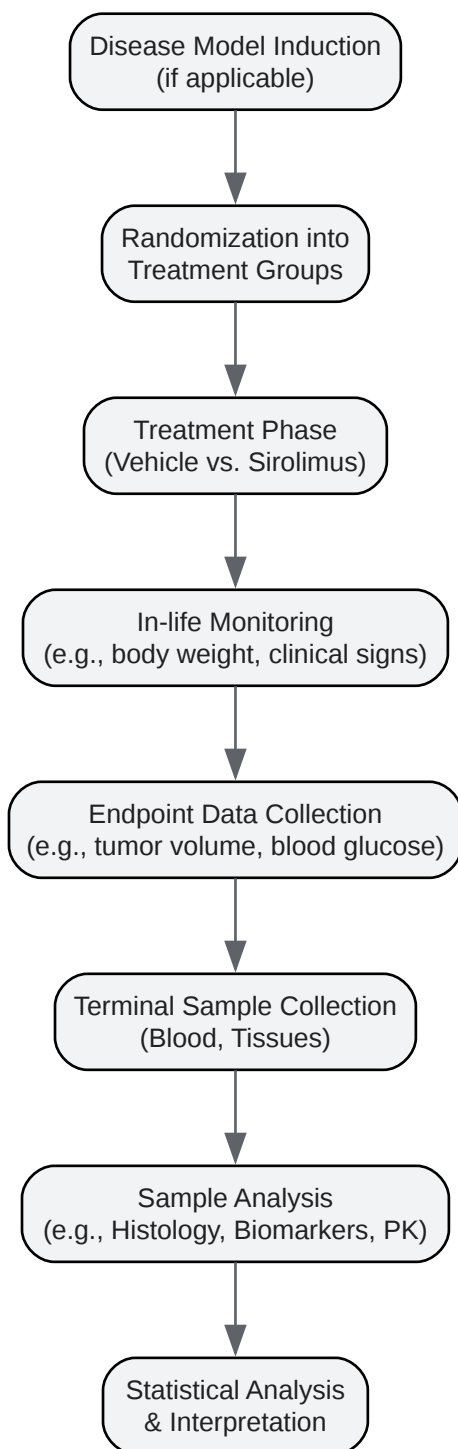 Disease Model Induction
(if applicable)
Randomization into
Treatment Groups
Treatment Phase
(Vehicle vs. Sirolimus)
In-life Monitoring
(e.g., body weight, clinical signs)
Endpoint Data Collection
(e.g., tumor volume, blood glucose)
Terminal Sample Collection
(Blood, Tissues)
Sample Analysis
(e.g., Histology, Biomarkers, PK)
Statistical Analysis
& Interpretation